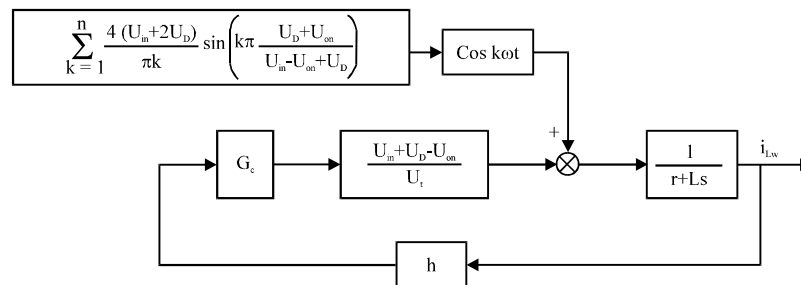 n
4 (U_in+2U_D)
∑ ――――― sin(kπ (U_D+U_on)/(U_in-U_on+U_D))
k = 1
πk
Cos kωt
+
G_c
U_in+U_D-U_on
U_t
1
r+Ls
i_Lw
h